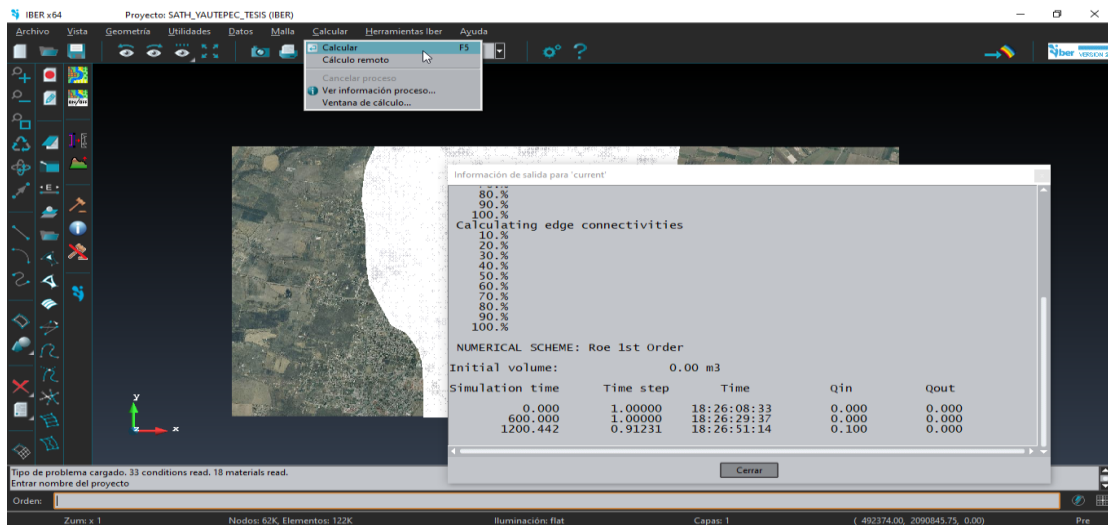 IBER x64 Proyecto: SATH_YAUTEPEC_TESIS (IBER)
Archivo Vista Geometría Utilidades Datos Malla Calcular Herramientas Iber Ayuda
Calcular F5
Cálculo remoto
Cancelar proceso
Ver información proceso...
Ventana de cálculo...
Iber VERSION
Información de salida para 'current'
80.%
90.%
100.%
Calculating edge connectivities
10.%
20.%
30.%
40.%
50.%
60.%
70.%
80.%
90.%
100.%
NUMERICAL SCHEME: Roe 1st Order
Initial volume: 0.00 m3
Simulation time Time step Time Qin Qout
0.000 1.00000 18:26:08:33 0.000 0.000
600.000 1.00000 18:26:29:37 0.000 0.000
1200.442 0.91231 18:26:51:14 0.100 0.000
Cerrar
y
z x
Tipo de problema cargado. 33 conditions read. 18 materials read.
Entrar nombre del proyecto
Orden:
Zum: x 1 Nodos: 62K, Elementos: 122K Iluminación: flat Capas: 1 ( 492374.00, 2090845.75, 0.00) Pre